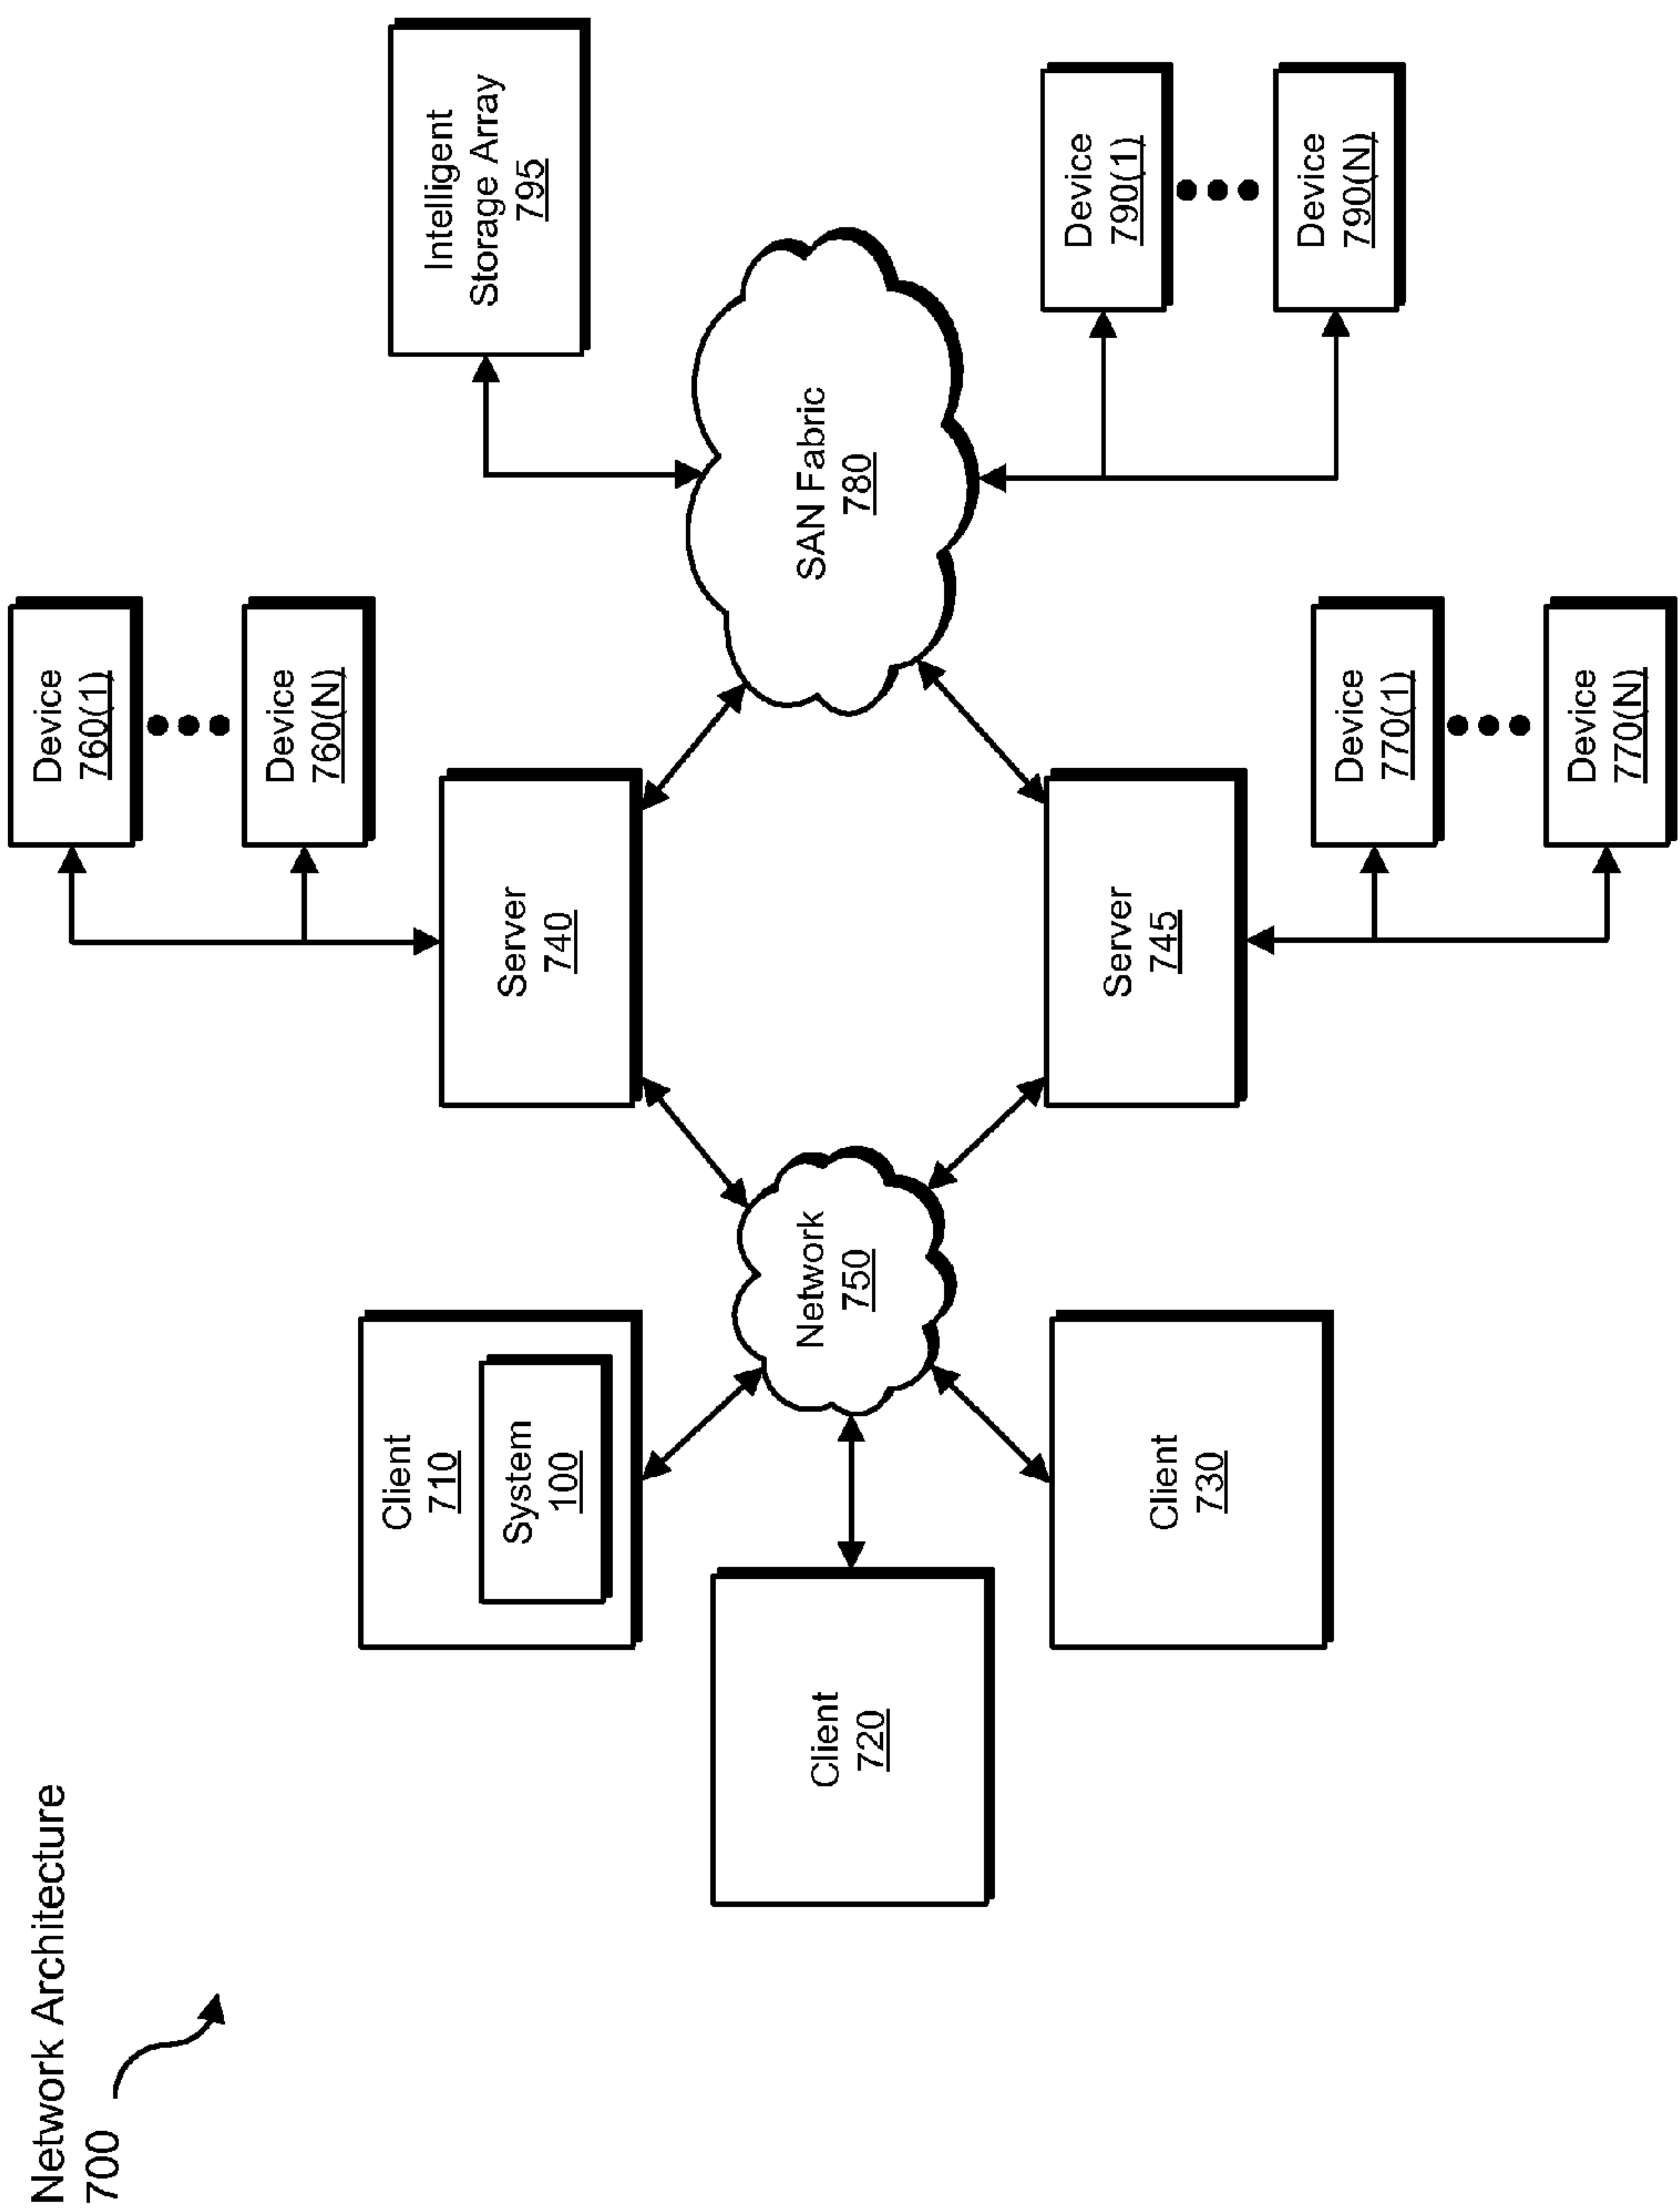 Network Architecture
700
Client
710
System
100
Client
720
Client
730
Network
750
Server
740
Server
745
Device
760(1)
Device
760(N)
Device
770(1)
Device
770(N)
SAN Fabric
780
Intelligent
Storage Array
795
Device
790(1)
Device
790(N)